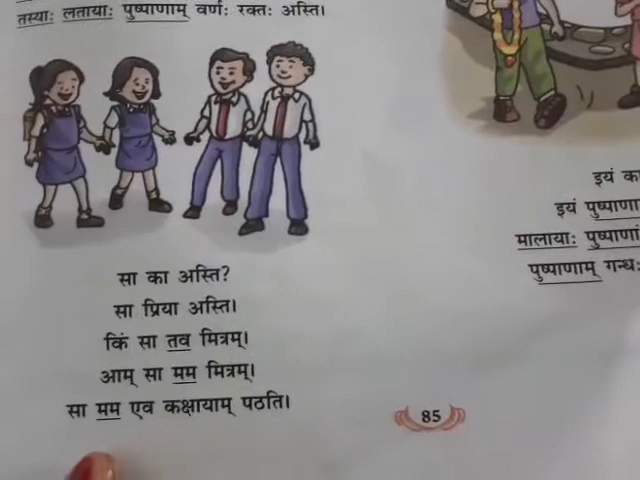 तस्याः लतायाः पुष्पाणाम् वर्णः रक्तः अस्ति।
सा का अस्ति?
सा प्रिया अस्ति।
किं सा तव मित्रम्।
आम् सा मम मित्रम्।
सा मम एव कक्षायाम् पठति।
इयं
इयं
मालायाः पुष्पाणां
पुष्पाणाम् गन्धः
85